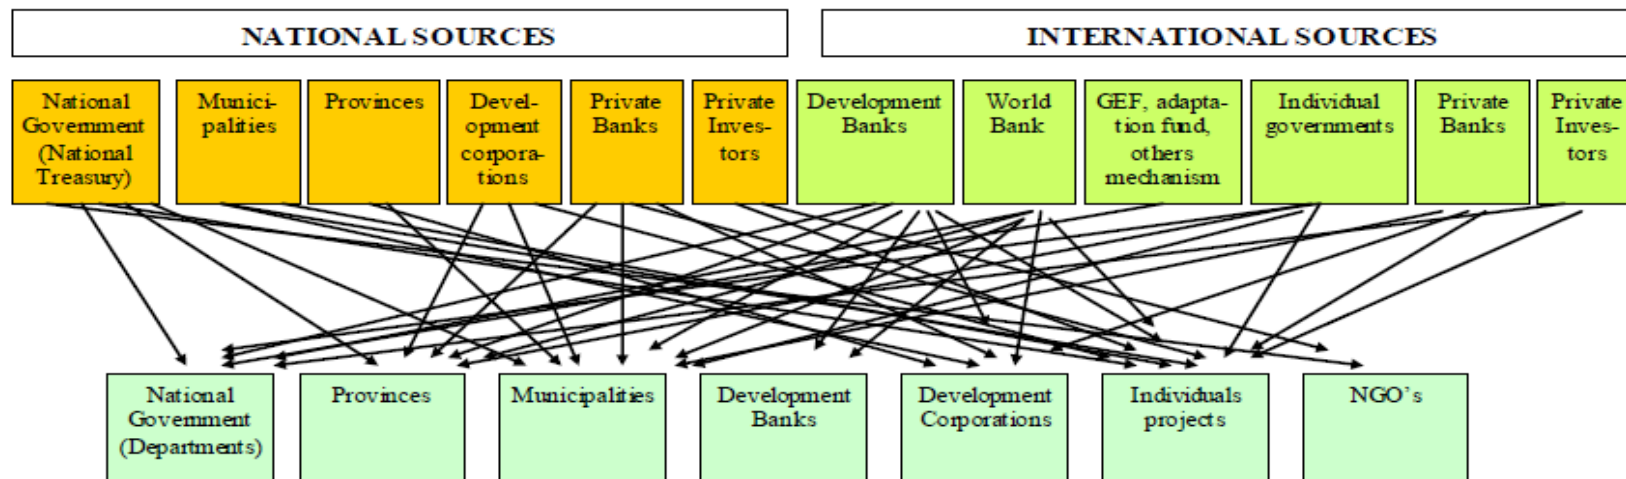 NATIONAL SOURCES
INTERNATIONAL SOURCES
National
Government
(National
Treasury)
Munici-
palities
Provinces
Devel-
opment
corpora-
tions
Private
Banks
Private
Inves-
tors
Development
Banks
World
Bank
GEF, adapta-
tion fund,
others
mechanism
Individual
governments
Private
Banks
Private
Inves-
tors
National
Government
(Departments)
Provinces
Municipalities
Development
Banks
Development
Corporations
Individuals
projects
NGO’s